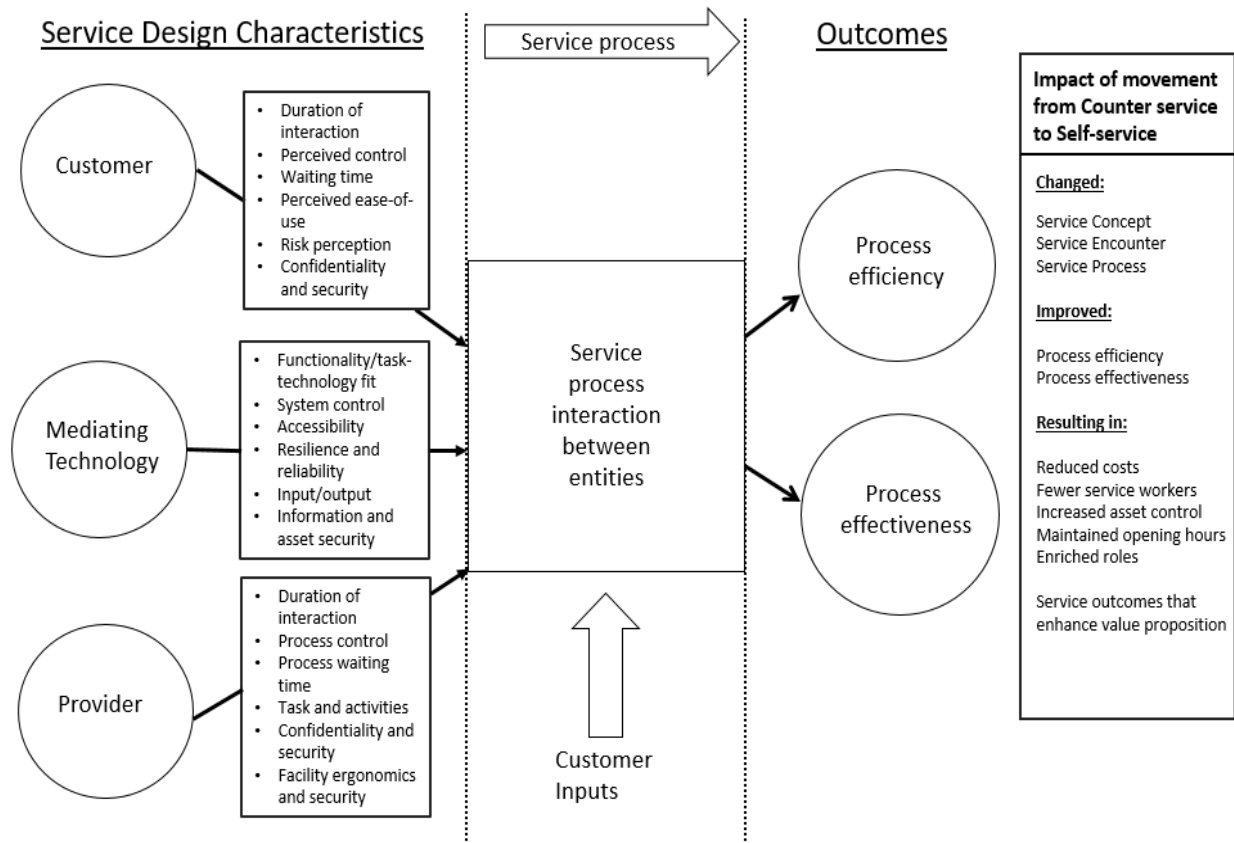 Service Design Characteristics
Service process
Outcomes
Customer
• Duration of
interaction
• Perceived control
• Waiting time
• Perceived ease-of-
use
• Risk perception
• Confidentiality
and security
Mediating
Technology
• Functionality/task-
technology fit
• System control
• Accessibility
• Resilience and
reliability
• Input/output
• Information and
asset security
Provider
• Duration of
interaction
• Process control
• Process waiting
time
• Task and activities
• Confidentiality and
security
• Facility ergonomics
and security
Service
process
interaction
between
entities
Customer
Inputs
Process
efficiency
Process
effectiveness
Impact of movement
from Counter service
to Self-service
Changed:
Service Concept
Service Encounter
Service Process
Improved:
Process efficiency
Process effectiveness
Resulting in:
Reduced costs
Fewer service workers
Increased asset control
Maintained opening hours
Enriched roles
Service outcomes that
enhance value proposition